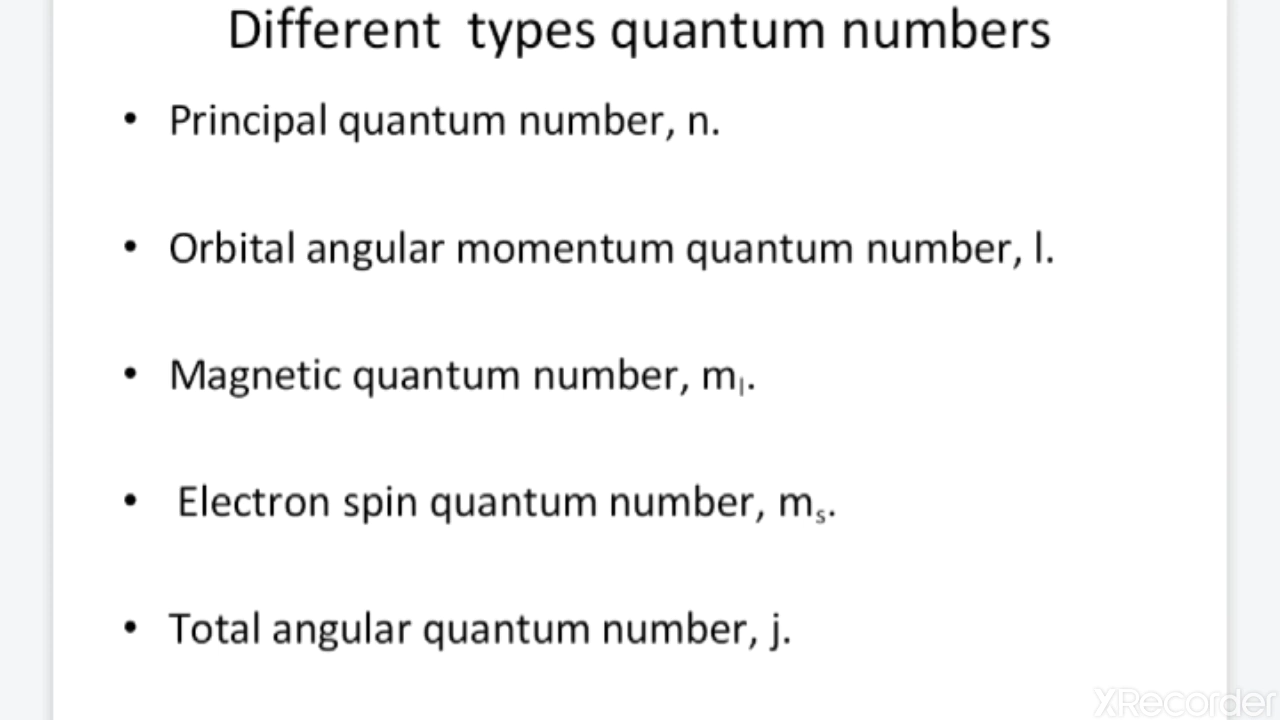 Different types quantum numbers
• Principal quantum number, n.
• Orbital angular momentum quantum number, l.
• Magnetic quantum number, mₗ.
• Electron spin quantum number, mₛ.
• Total angular quantum number, j.
XRecorder